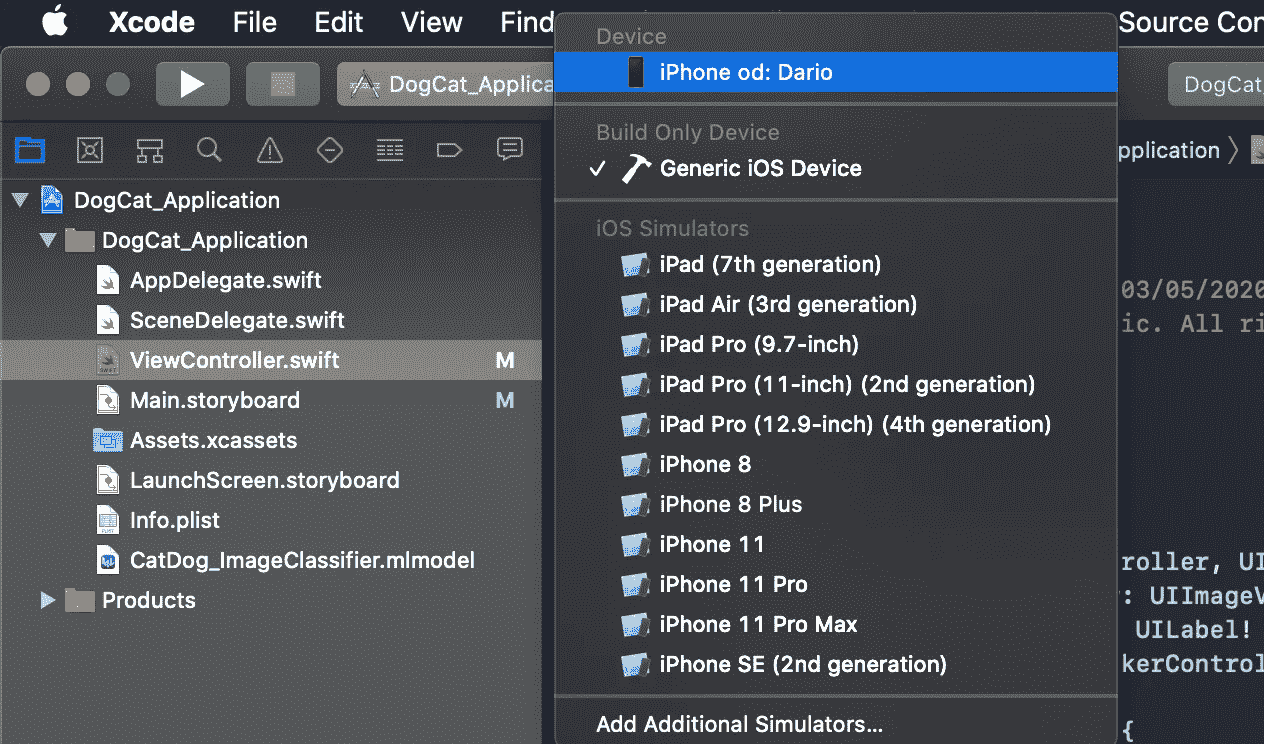 Xcode File Edit View Find Source Con
DogCat_Applica
DogCat
Device
iPhone od: Dario
Build Only Device
Generic iOS Device
iOS Simulators
iPad (7th generation)
iPad Air (3rd generation)
iPad Pro (9.7-inch)
iPad Pro (11-inch) (2nd generation)
iPad Pro (12.9-inch) (4th generation)
iPhone 8
iPhone 8 Plus
iPhone 11
iPhone 11 Pro
iPhone 11 Pro Max
iPhone SE (2nd generation)
Add Additional Simulators...
DogCat_Application
DogCat_Application
AppDelegate.swift
SceneDelegate.swift
ViewController.swift M
Main.storyboard M
Assets.xcassets
LaunchScreen.storyboard
Info.plist
CatDog_ImageClassifier.mlmodel
Products
pplication
03/05/2020
ic. All ri
roller, UI
: UIImageV
UILabel!
kerControl
{